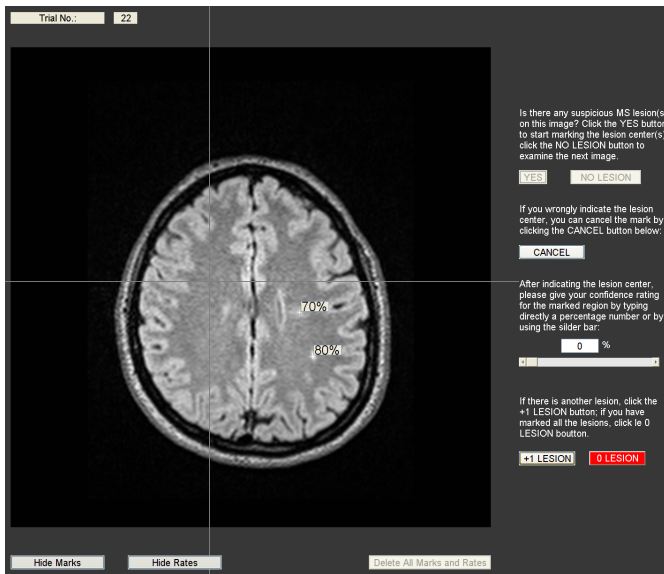 Trial No.: 22
Is there any suspicious MS lesion(s
on this image? Click the YES button
to start marking the lesion center(s)
click the NO LESION button to
examine the next image.
YES NO LESION
If you wrongly indicate the lesion
center, you can cancel the mark by
clicking the CANCEL button below:
CANCEL
After indicating the lesion center,
please give your confidence rating
for the marked region by typing
directly a percentage number or by
using the silder bar:
70%
0 %
80%
If there is another lesion, click the
+1 LESION button; if you have
marked all the lesions, click le 0
LESION boutton.
+1 LESION 0 LESION
Hide Marks Hide Rates Delete All Marks and Rates